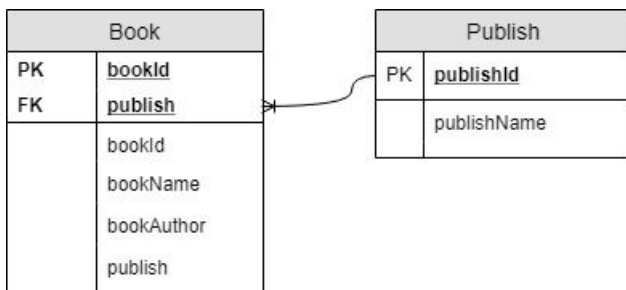 Book
PK bookId
FK publish
bookId
bookName
bookAuthor
publish
Publish
PK publishId
publishName